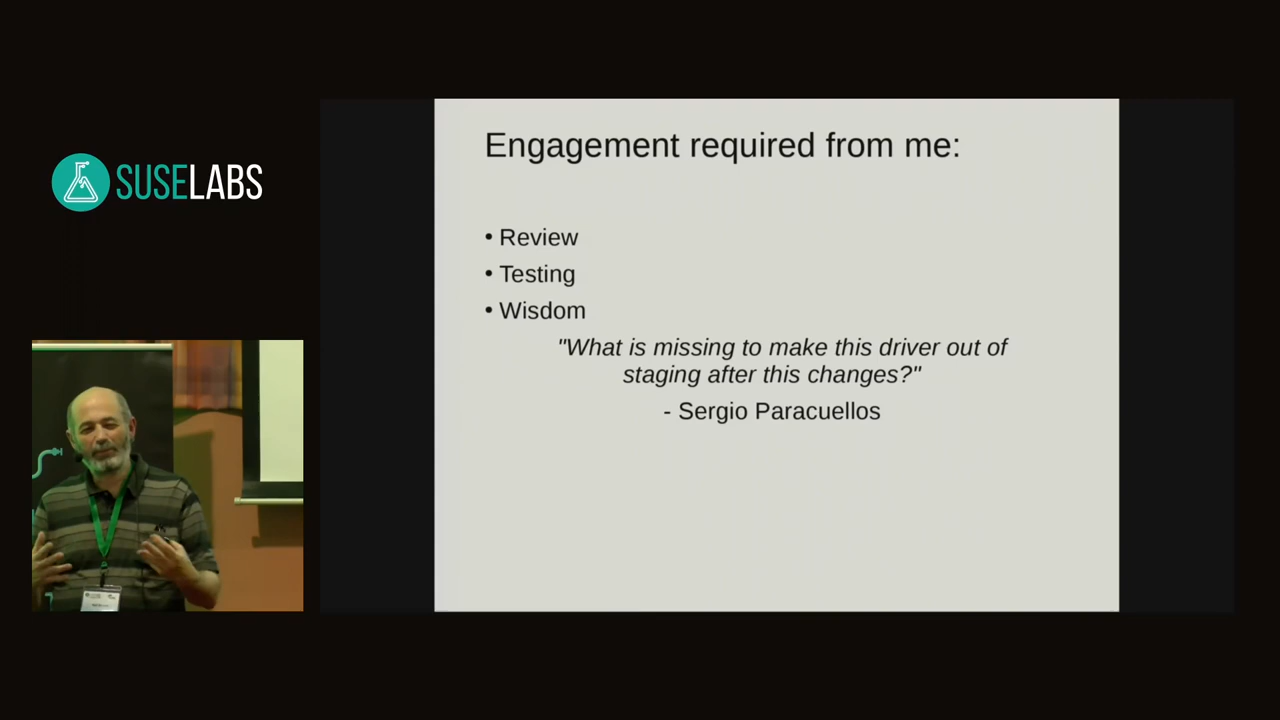 SUSELABS
Engagement required from me:
• Review
• Testing
• Wisdom
"What is missing to make this driver out of
staging after this changes?"
- Sergio Paracuellos